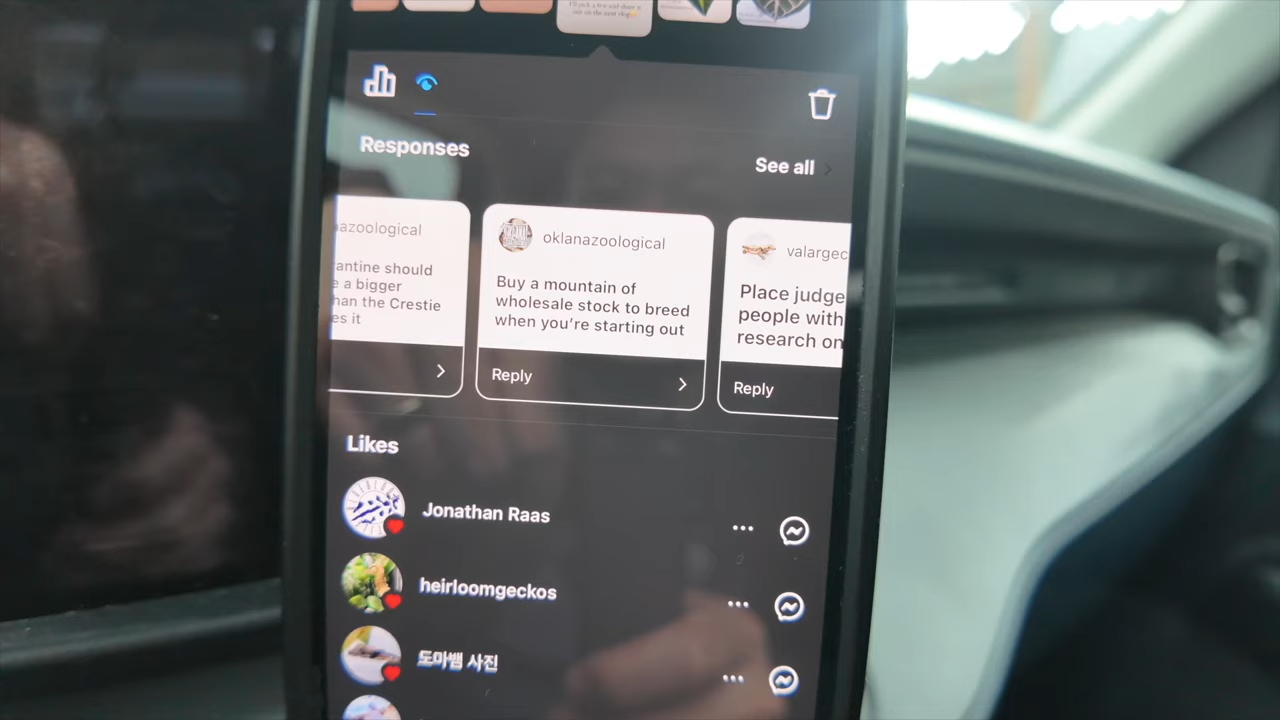 Responses
See all
azoological
antine should
e a bigger
han the Crestie
es it
oklanazoological
Buy a mountain of
wholesale stock to breed
when you're starting out
Reply
valargec
Place judge
people with
research on
Reply
Likes
Jonathan Raas
heirloomgeckos
도마뱀 사진